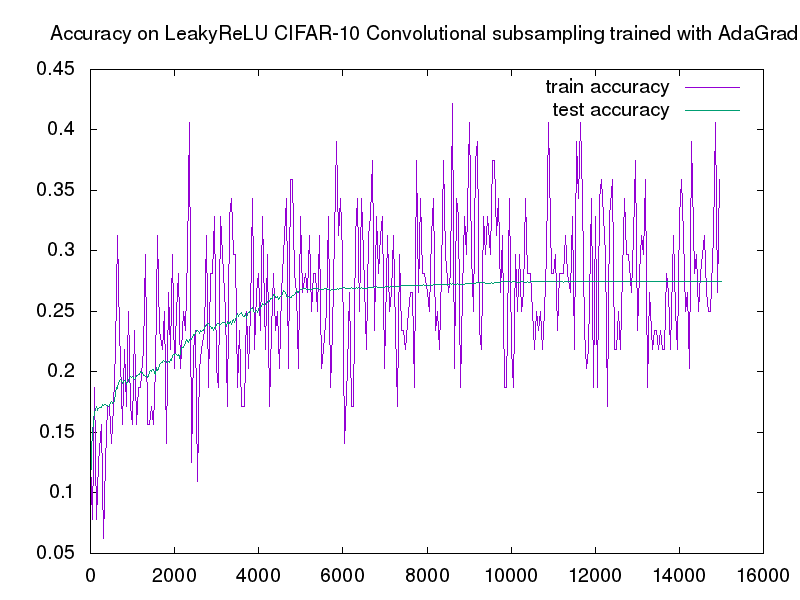 Accuracy on LeakyReLU CIFAR-10 Convolutional subsampling trained with AdaGrad
0.45
train accuracy
test accuracy
0.4
0.35
0.3
0.25
0.2
0.15
0.1
0.05
0 2000 4000 6000 8000 10000 12000 14000 16000